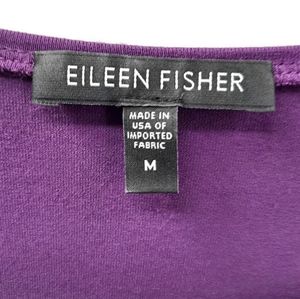 EILEEN FISHER
MADE IN
USA OF
IMPORTED
FABRIC
M